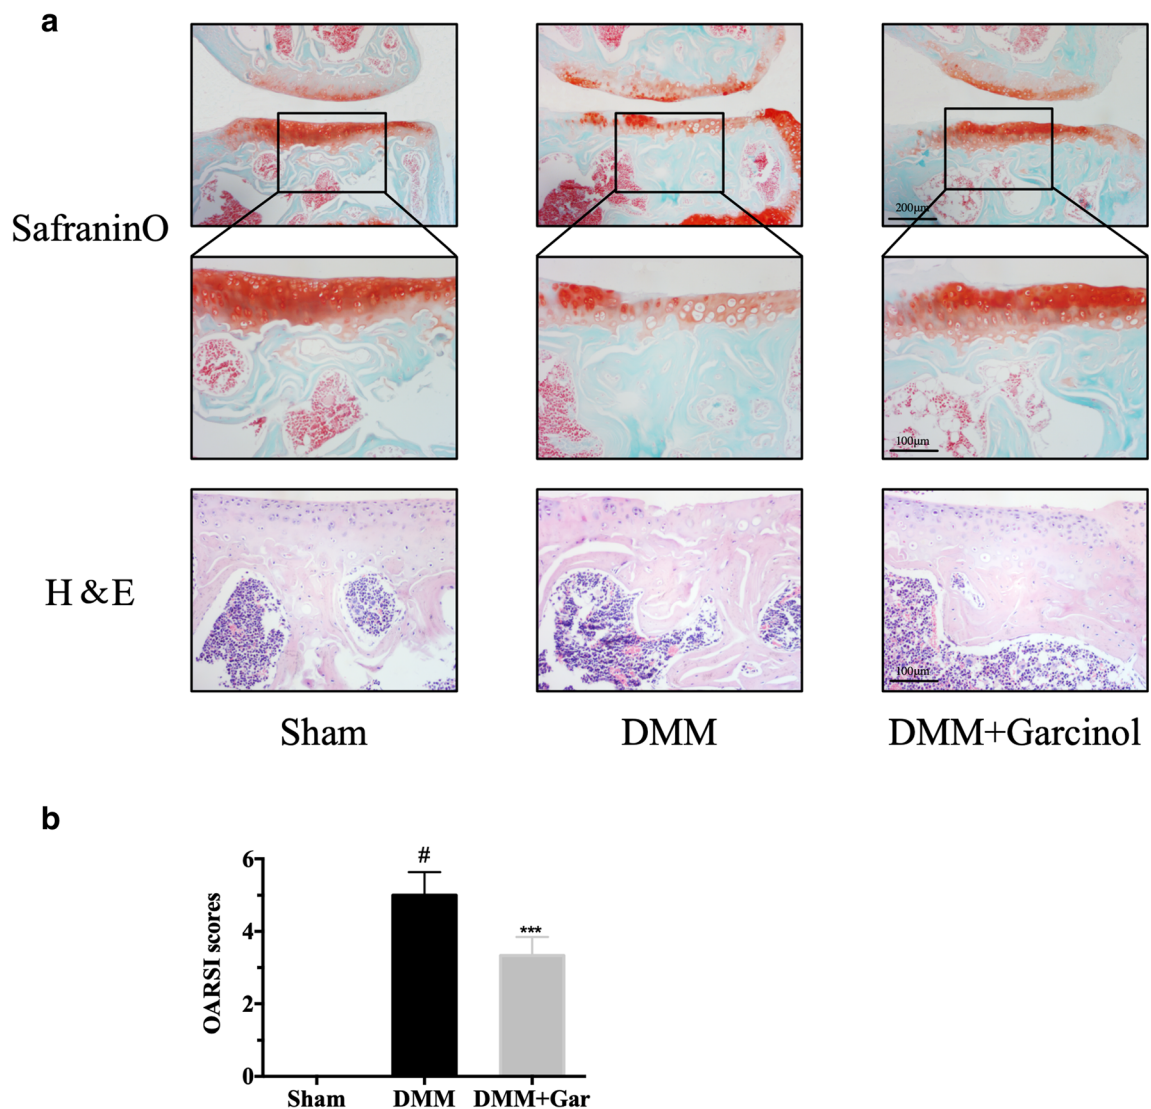 a
SafraninO
200μm
100μm
H & E
100μm
Sham DMM DMM+Garcinol
b
OARSI scores
6
4
2
0
#
***
Sham DMM DMM+Gar